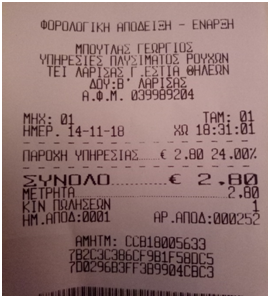 ΦΟΡΟΛΟΓΙΚΗ ΑΠΟΔΕΙΞΗ - ΕΝΑΡΞΗ
ΜΠΟΥΤΛΗΣ ΓΕΩΡΓΙΟΣ
ΥΠΗΡΕΣΙΕΣ ΠΛΥΣΙΜΑΤΟΣ ΡΟΥΧΩΝ
ΤΕΙ ΛΑΡΙΣΑΣ Γ.ΕΣΤΙΑ ΘΗΛΕΩΝ
ΔΟΥ:Β' ΛΑΡΙΣΑΣ
Α.Φ.Μ. 039989204
ΜΗΧ: 01 ΤΑΜ: 01
ΗΜΕΡ. 14-11-18 ΧΩ 18:31:01
ΠΑΡΟΧΗ ΥΠΗΡΕΣΙΑΣ....€ 2.80 24.00%
ΣΥΝΟΛΟ........€ 2.80
ΜΕΤΡΗΤΑ 2.80
ΚΙΝ ΠΩΛΗΣΕΩΝ 1
ΗΜ.ΑΠΟΔ:0001 ΑΡ.ΑΠΟΔ:000252
ΑΜΗΤΜ: CCB18005633
7B2C3C386CF9B1F58DC5
7D0296B3FF3B9904CBC3